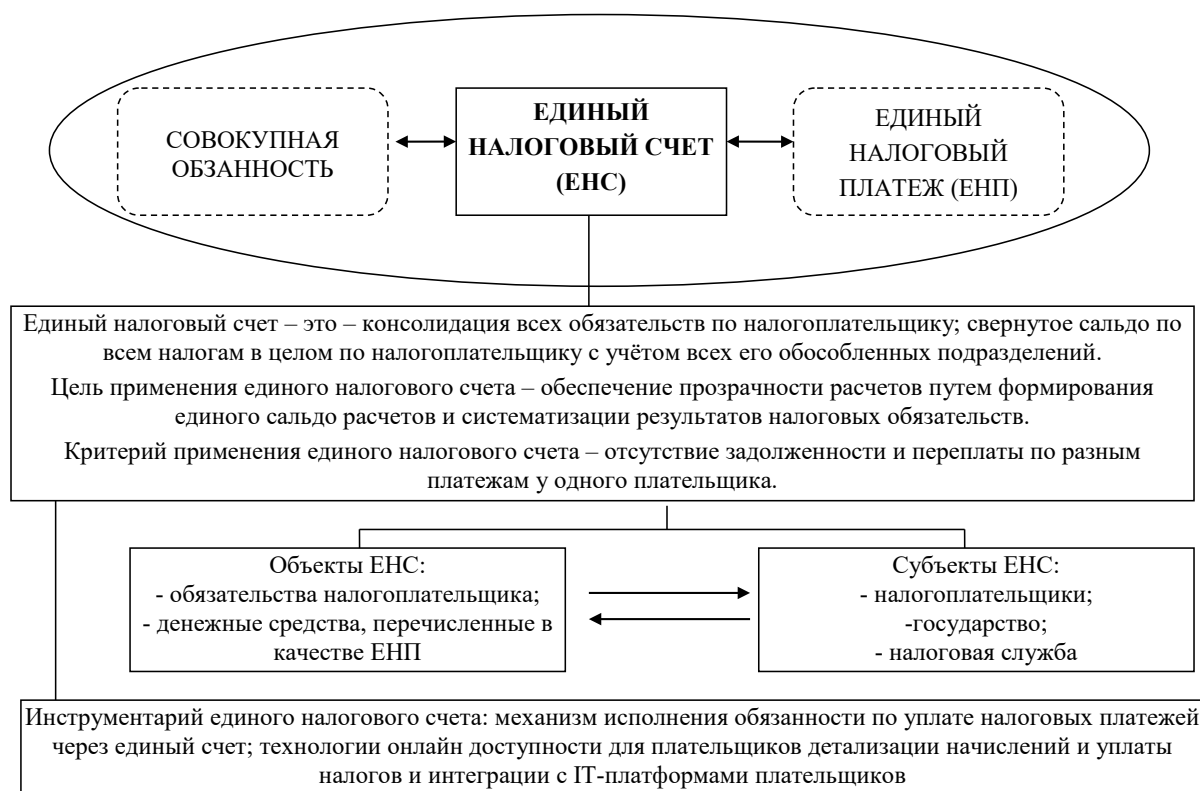 СОВОКУПНАЯ
ОБЗАННОСТЬ
ЕДИНЫЙ
НАЛОГОВЫЙ СЧЕТ
(ЕНС)
ЕДИНЫЙ
НАЛОГОВЫЙ
ПЛАТЕЖ (ЕНП)
Единый налоговый счет – это – консолидация всех обязательств по налогоплательщику; свернутое сальдо по
всем налогам в целом по налогоплательщику с учётом всех его обособленных подразделений.
Цель применения единого налогового счета – обеспечение прозрачности расчетов путем формирования
единого сальдо расчетов и систематизации результатов налоговых обязательств.
Критерий применения единого налогового счета – отсутствие задолженности и переплаты по разным
платежам у одного плательщика.
Объекты ЕНС:
- обязательства налогоплательщика;
- денежные средства, перечисленные в
качестве ЕНП
Субъекты ЕНС:
- налогоплательщики;
-государство;
- налоговая служба
Инструментарий единого налогового счета: механизм исполнения обязанности по уплате налоговых платежей
через единый счет; технологии онлайн доступности для плательщиков детализации начислений и уплаты
налогов и интеграции с IT-платформами плательщиков